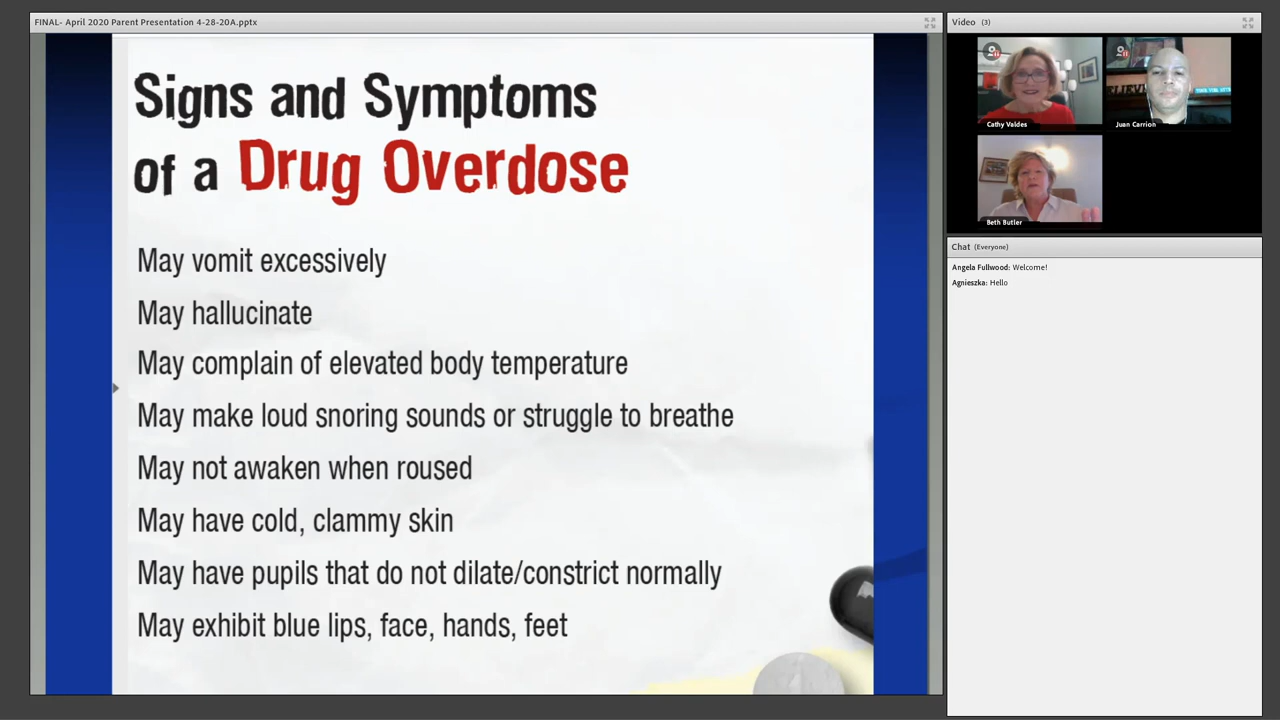 FINAL- April 2020 Parent Presentation 4-28-20A.pptx
Signs and Symptoms
of a Drug Overdose
May vomit excessively
May hallucinate
May complain of elevated body temperature
May make loud snoring sounds or struggle to breathe
May not awaken when roused
May have cold, clammy skin
May have pupils that do not dilate/constrict normally
May exhibit blue lips, face, hands, feet
Video (3)
Cathy Valdes
Juan Carrion
Beth Butler
Chat (Everyone)
Angela Fullwood: Welcome!
Agnieszka: Hello